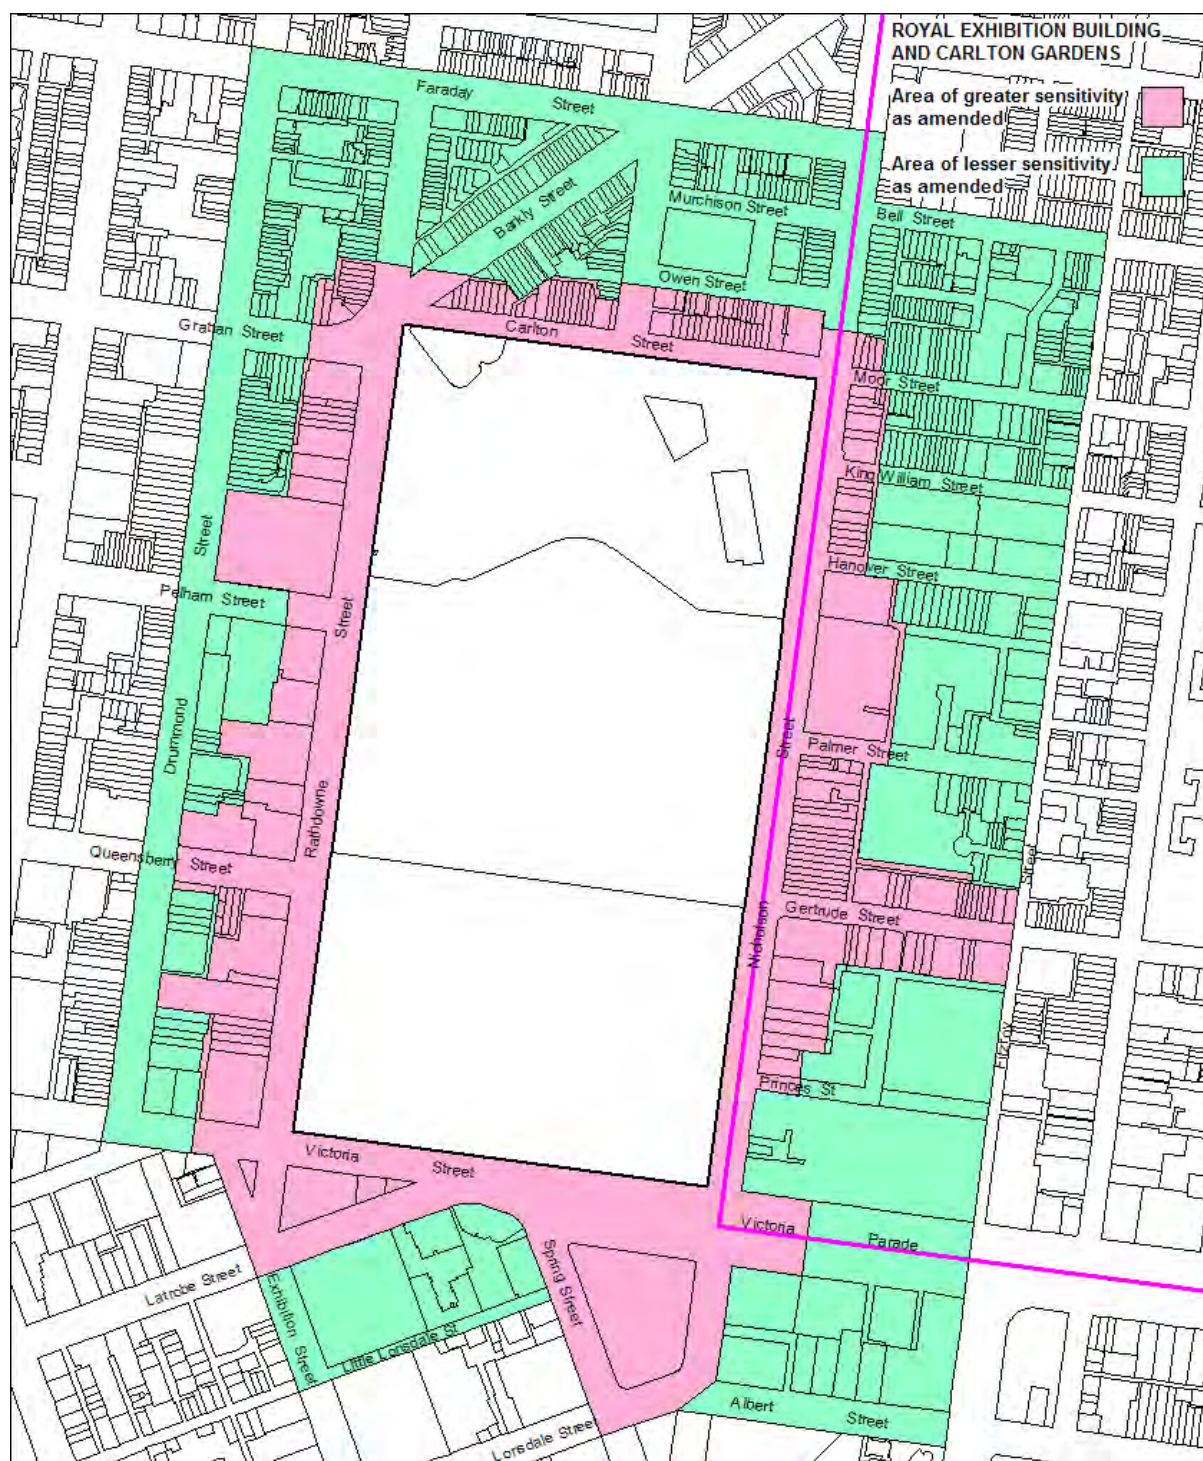 ROYAL EXHIBITION BUILDING
AND CARLTON GARDENS
Area of greater sensitivity
as amended
Area of lesser sensitivity
as amended
Faraday Street
Barkly Street
Murchison Street
Bell Street
Owen Street
Grattan Street
Carlton Street
Moor Street
King William Street
Street
Hanover Street
Pelham Street
Street
Drummond
Street
Palmer Street
Rathdowne
Queensberry Street
Street
Gertrude Street
Nicholson
Fitzroy
Princes St
Victoria Street
Victoria Parade
Spring Street
Latrobe Street
Exhibition Street
Little Lonsdale St
Albert Street
Lonsdale Street